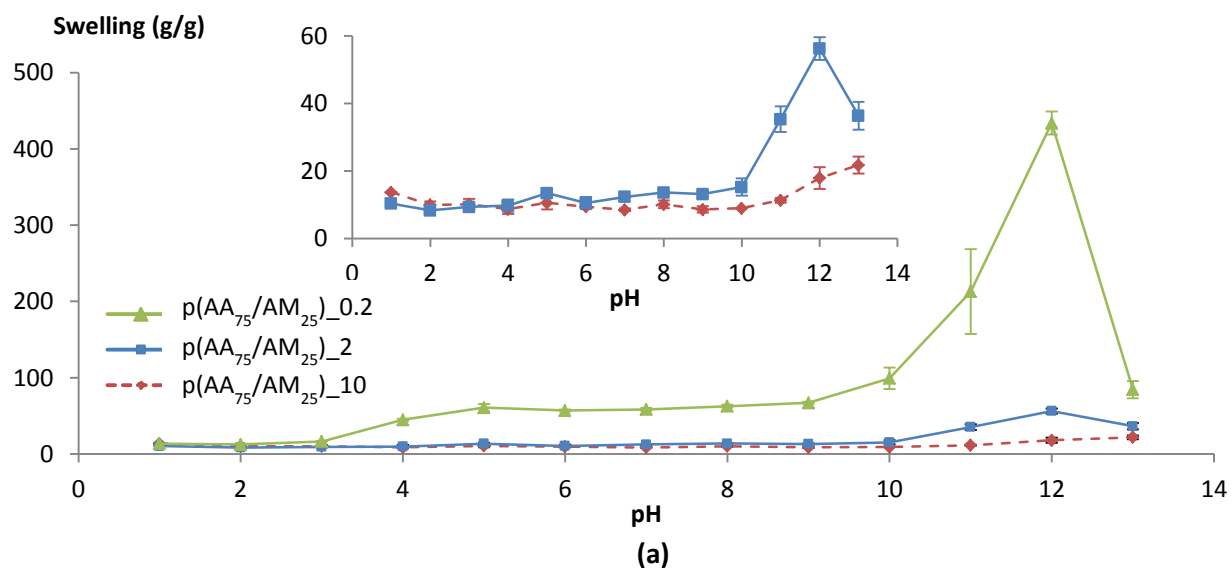 Swelling (g/g)
60
40
20
0
0 2 4 6 8 10 12 14
pH
500
400
300
200
100
0
p(AA₇₅/AM₂₅)_0.2
p(AA₇₅/AM₂₅)_2
p(AA₇₅/AM₂₅)_10
0 2 4 6 8 10 12 14
pH
(a)